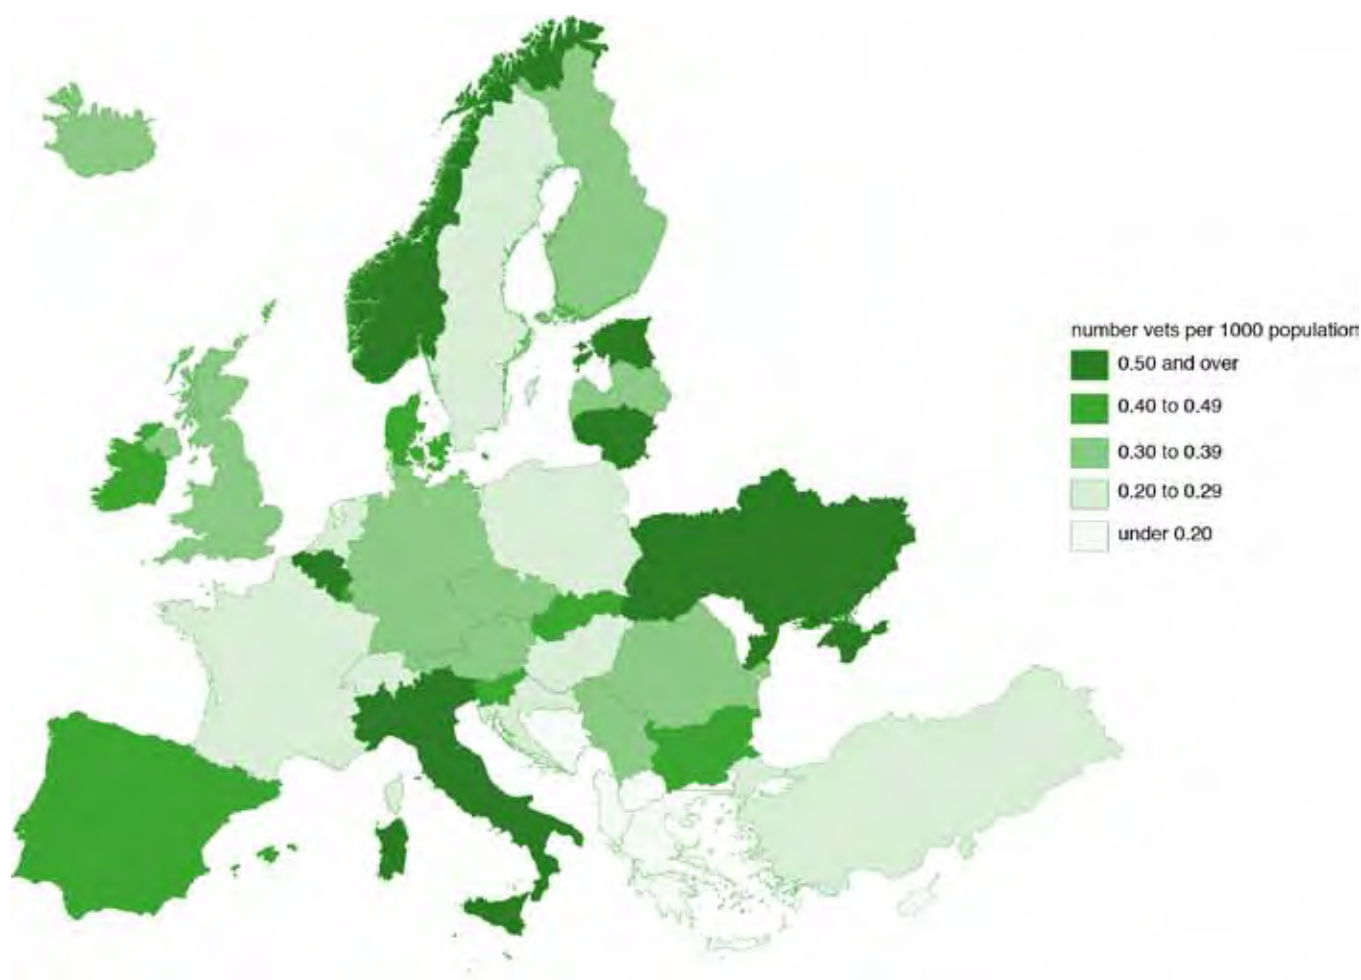 number vets per 1000 population
0.50 and over
0.40 to 0.49
0.30 to 0.39
0.20 to 0.29
under 0.20